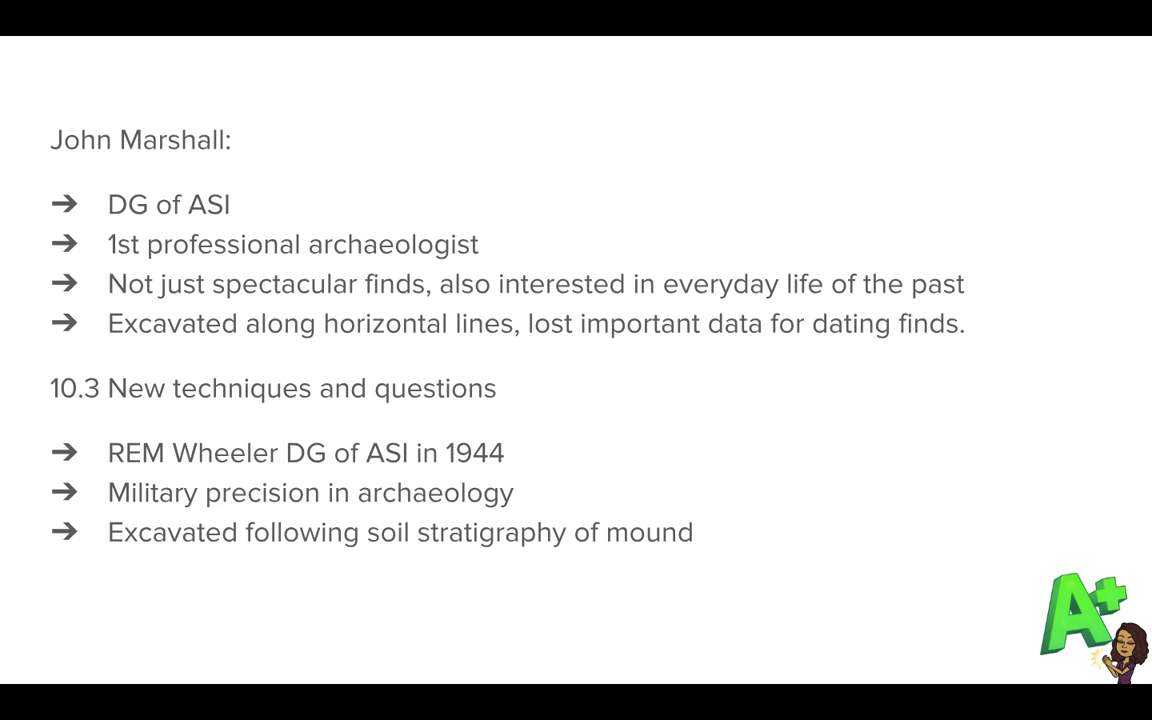 John Marshall:
➔ DG of ASI
➔ 1st professional archaeologist
➔ Not just spectacular finds, also interested in everyday life of the past
➔ Excavated along horizontal lines, lost important data for dating finds.
10.3 New techniques and questions
➔ REM Wheeler DG of ASI in 1944
➔ Military precision in archaeology
➔ Excavated following soil stratigraphy of mound
A+